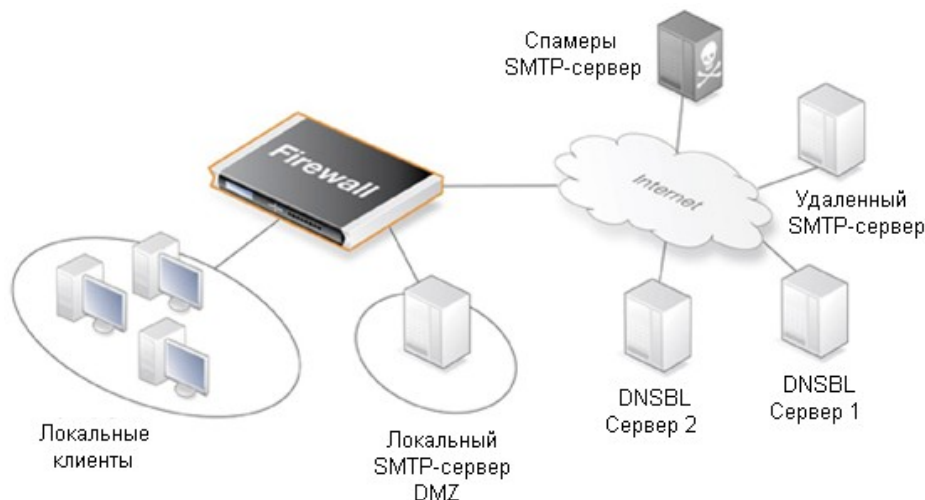 Спамеры
SMTP-сервер
Firewall
Internet
Удаленный
SMTP-сервер
DNSBL
Сервер 2
DNSBL
Сервер 1
Локальные
клиенты
Локальный
SMTP-сервер
DMZ